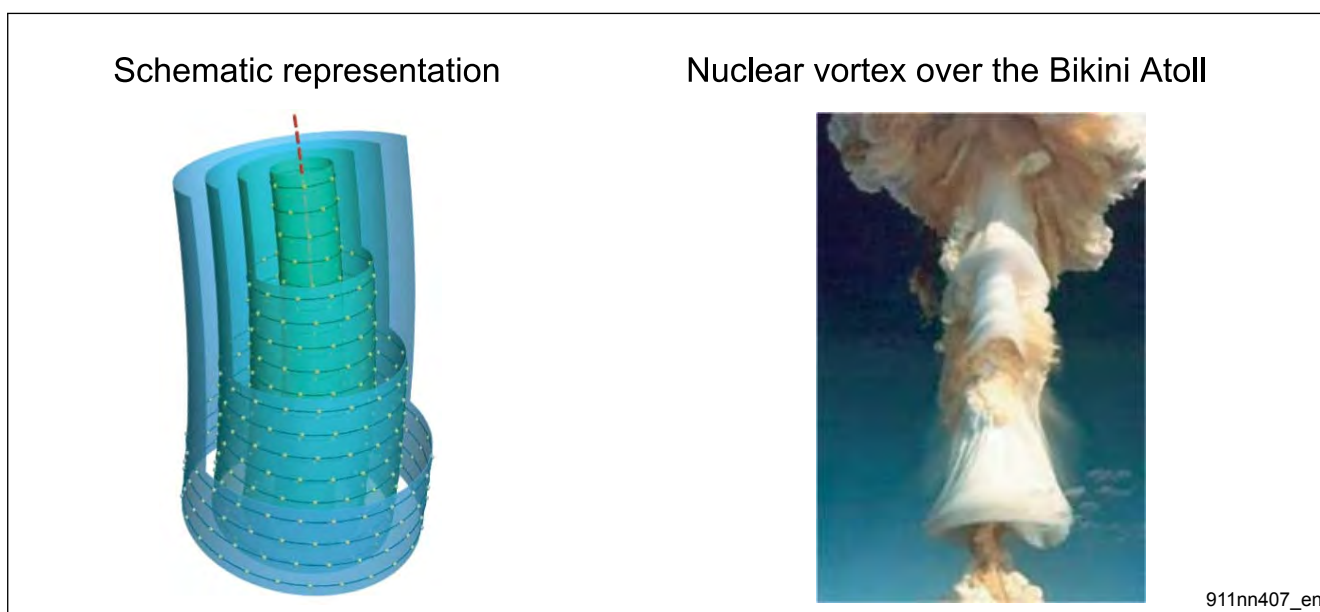 Schematic representation
Nuclear vortex over the Bikini Atoll
911nn407_en